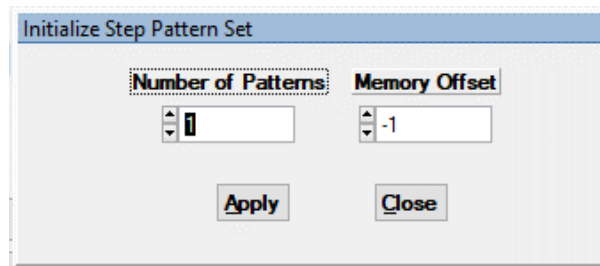 Initialize Step Pattern Set
Number of Patterns Memory Offset
1 -1
Apply Close